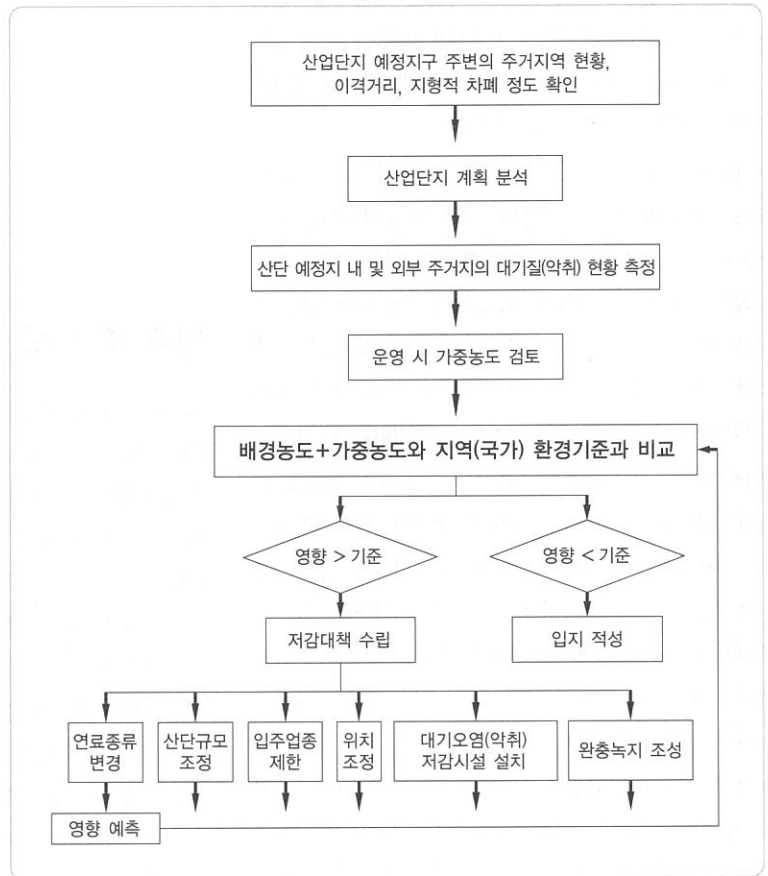 산업단지 예정지구 주변의 주거지역 현황,
이격거리, 지형적 차폐 정도 확인
산업단지 계획 분석
산단 예정지 내 및 외부 주거지의 대기질(악취) 현황 측정
운영 시 가중농도 검토
배경농도+가중농도와 지역(국가) 환경기준과 비교
영향 > 기준
영향 < 기준
저감대책 수립
입지 적성
연료종류
변경
산단규모
조정
입주업종
제한
위치
조정
대기오염(악취)
저감시설 설치
완충녹지 조성
영향 예측